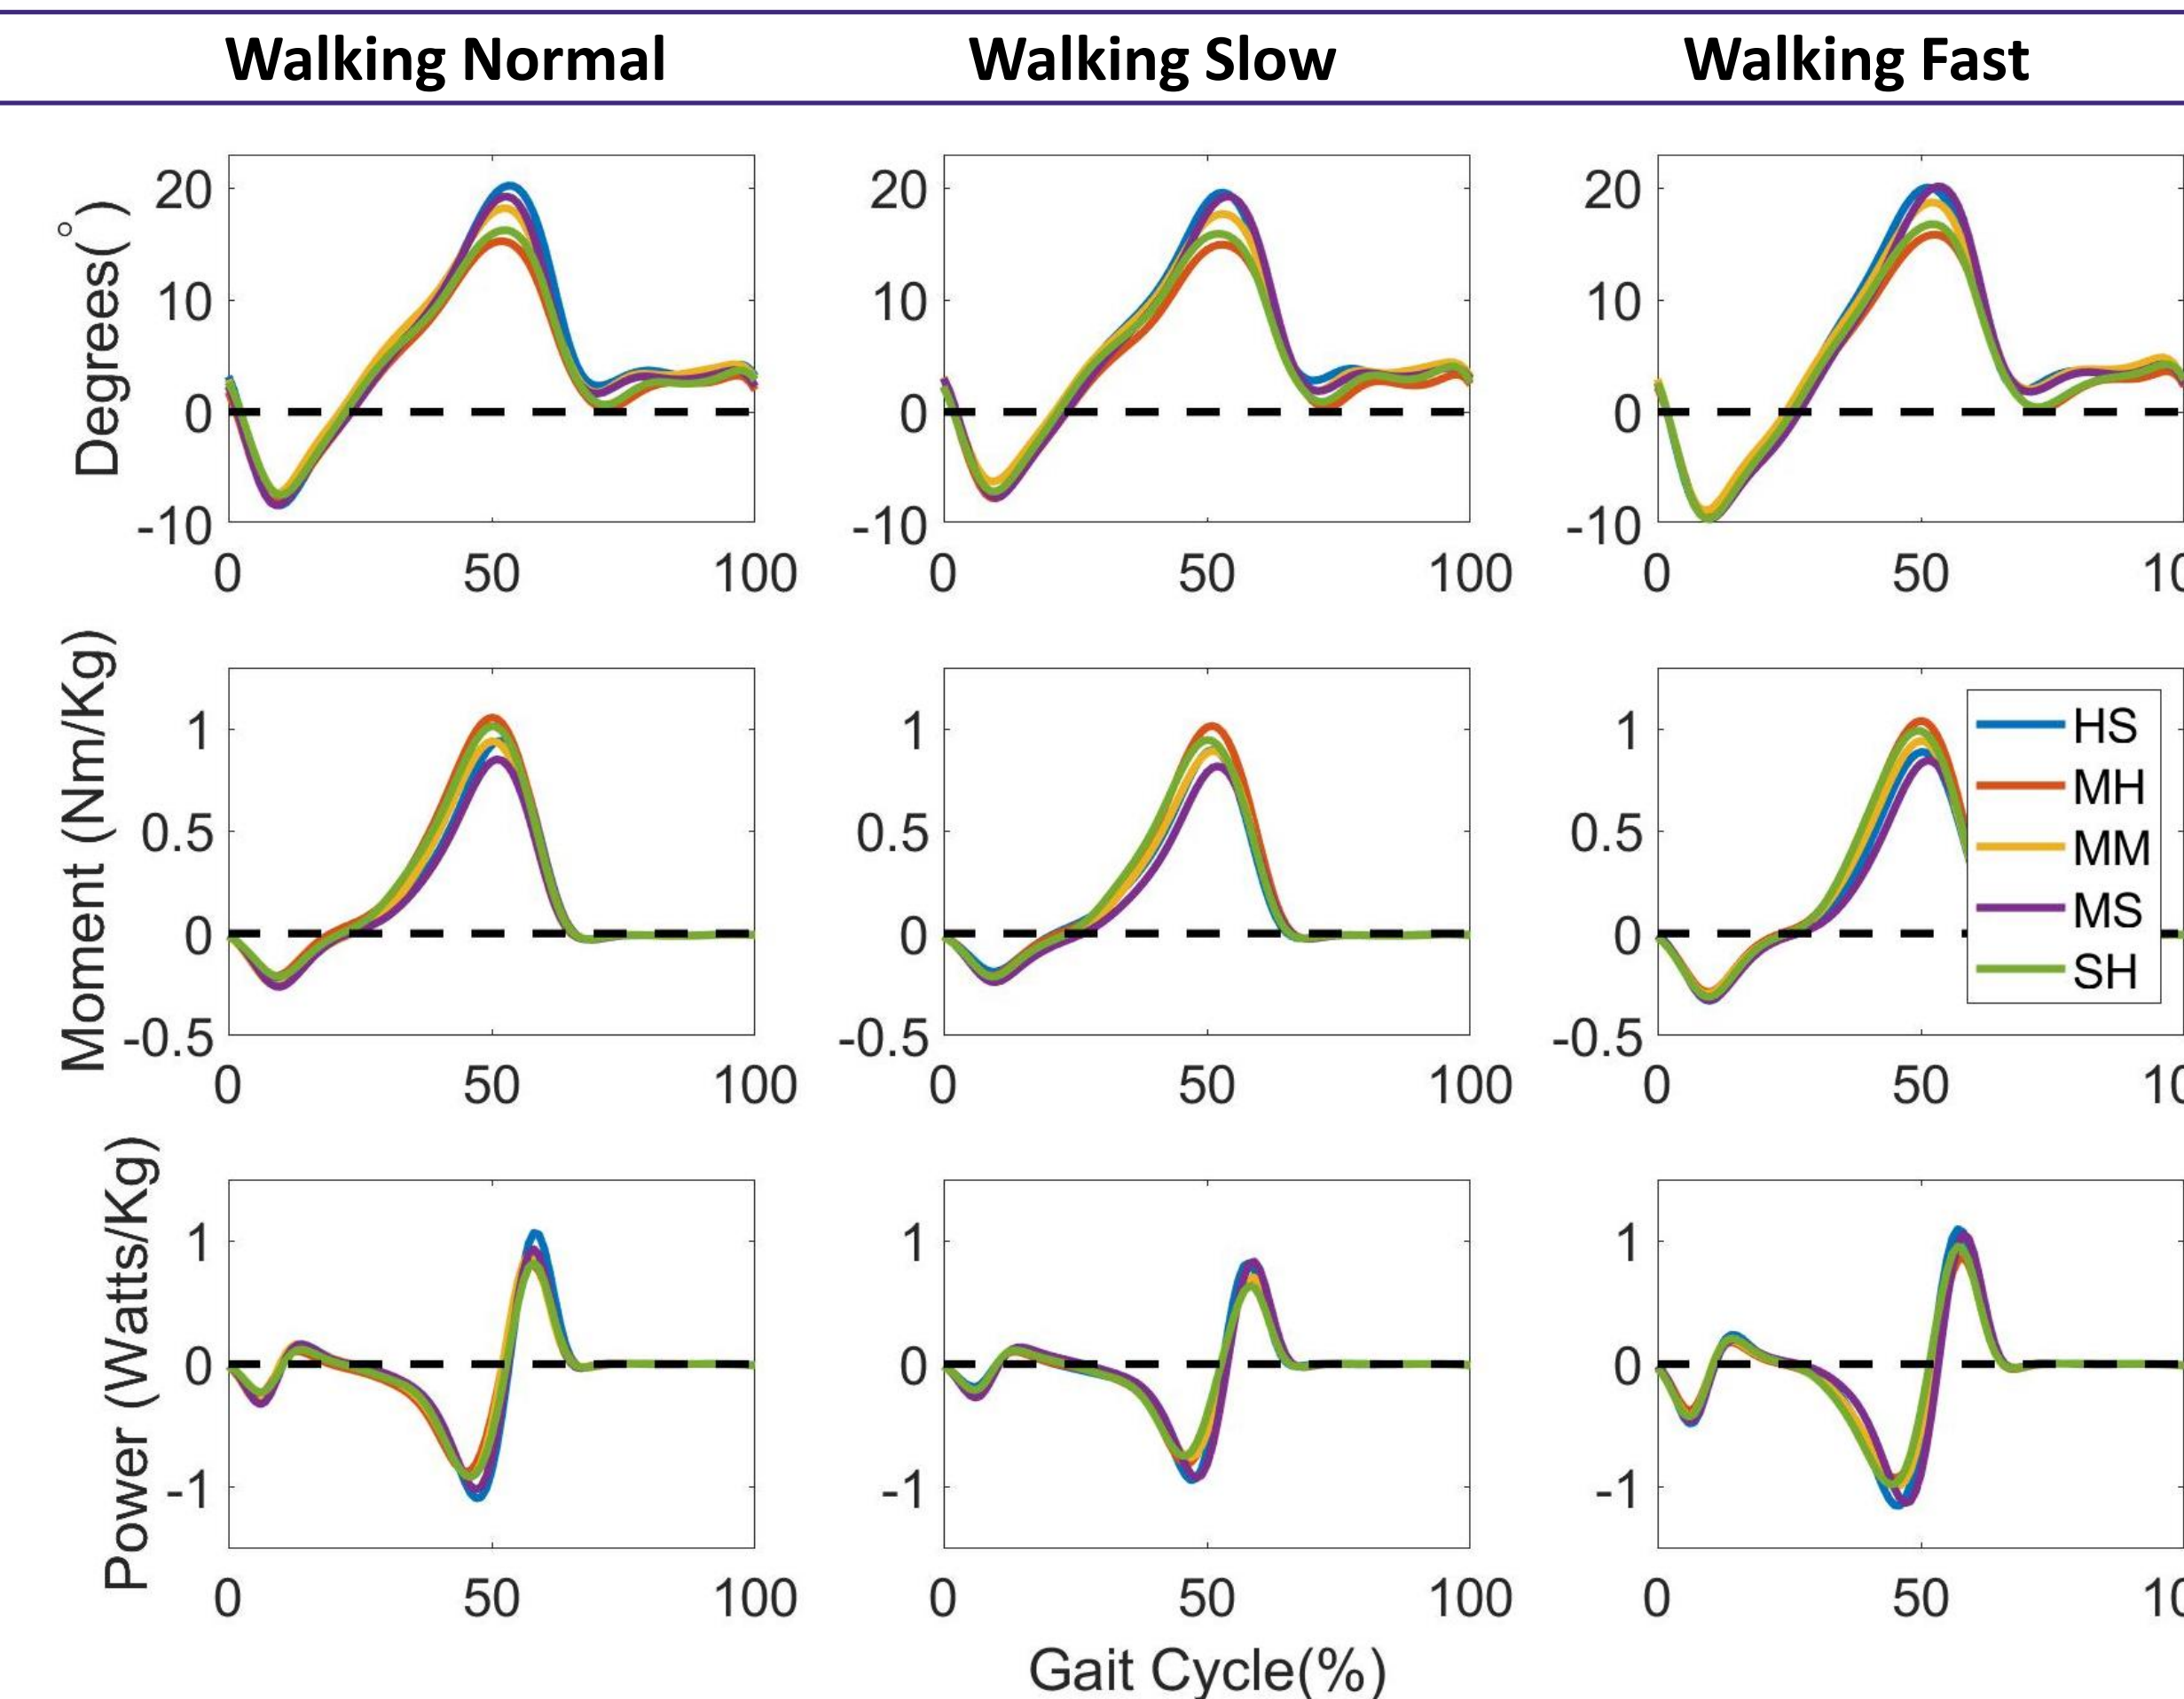 Walking Normal Walking Slow Walking Fast
Degrees(°)
20 20 20
10 10 10
0 0 0
-10 -10 -10
0 50 100 0 50 100 0 50 10
Moment (Nm/Kg)
1 1 1
0.5 0.5 0.5
0 0 0
-0.5 -0.5 -0.5
HS
MH
MM
MS
SH
0 50 100 0 50 100 0 50 10
Power (Watts/Kg)
1 1 1
0 0 0
-1 -1 -1
0 50 100 0 50 100 0 50 10
Gait Cycle(%)